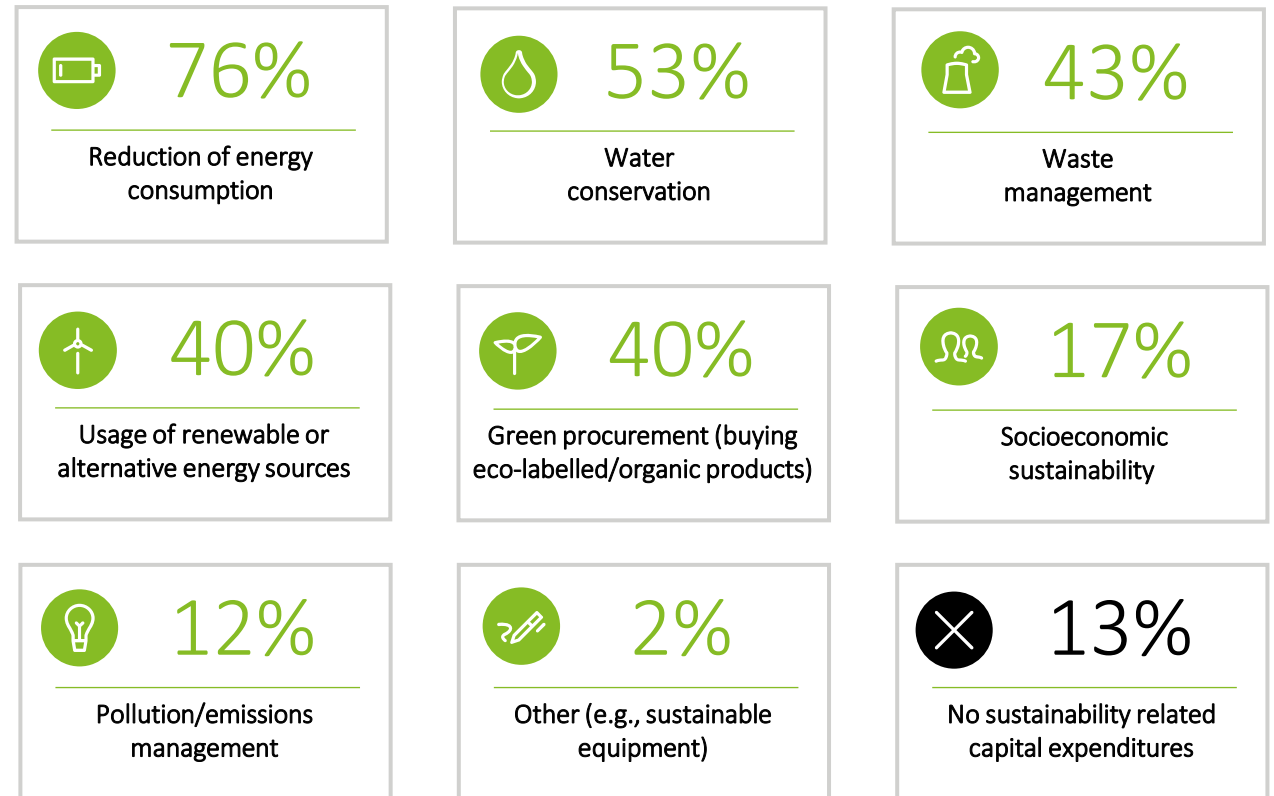 76%
Reduction of energy
consumption
53%
Water
conservation
43%
Waste
management
40%
Usage of renewable or
alternative energy sources
40%
Green procurement (buying
eco-labelled/organic products)
17%
Socioeconomic
sustainability
12%
Pollution/emissions
management
2%
Other (e.g., sustainable
equipment)
13%
No sustainability related
capital expenditures